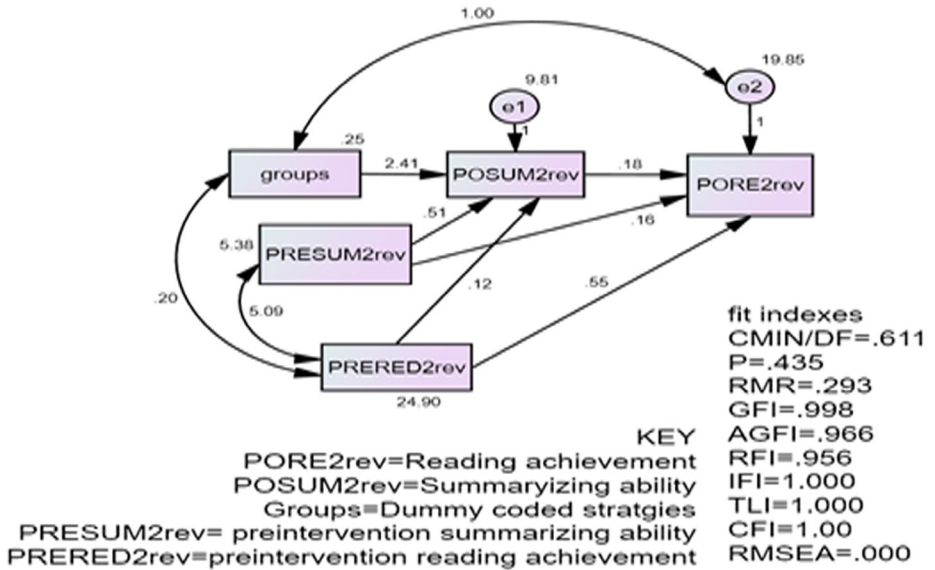 1.00
19.85
9.81
e2
e1
1
1
.25
groups
2.41
POSUM2rev
.18
PORE2rev
.51
.16
5.38
PRESUM2rev
.12
.55
.20
5.09
PRERED2rev
24.90
fit indexes
CMIN/DF=.611
P=.435
RMR=.293
GFI=.998
AGFI=.966
RFI=.956
IFI=1.000
TLI=1.000
CFI=1.00
RMSEA=.000
KEY
PORE2rev=Reading achievement
POSUM2rev=Summaryizing ability
Groups=Dummy coded stratgies
PRESUM2rev= preintervention summarizing ability
PRERED2rev=preintervention reading achievement